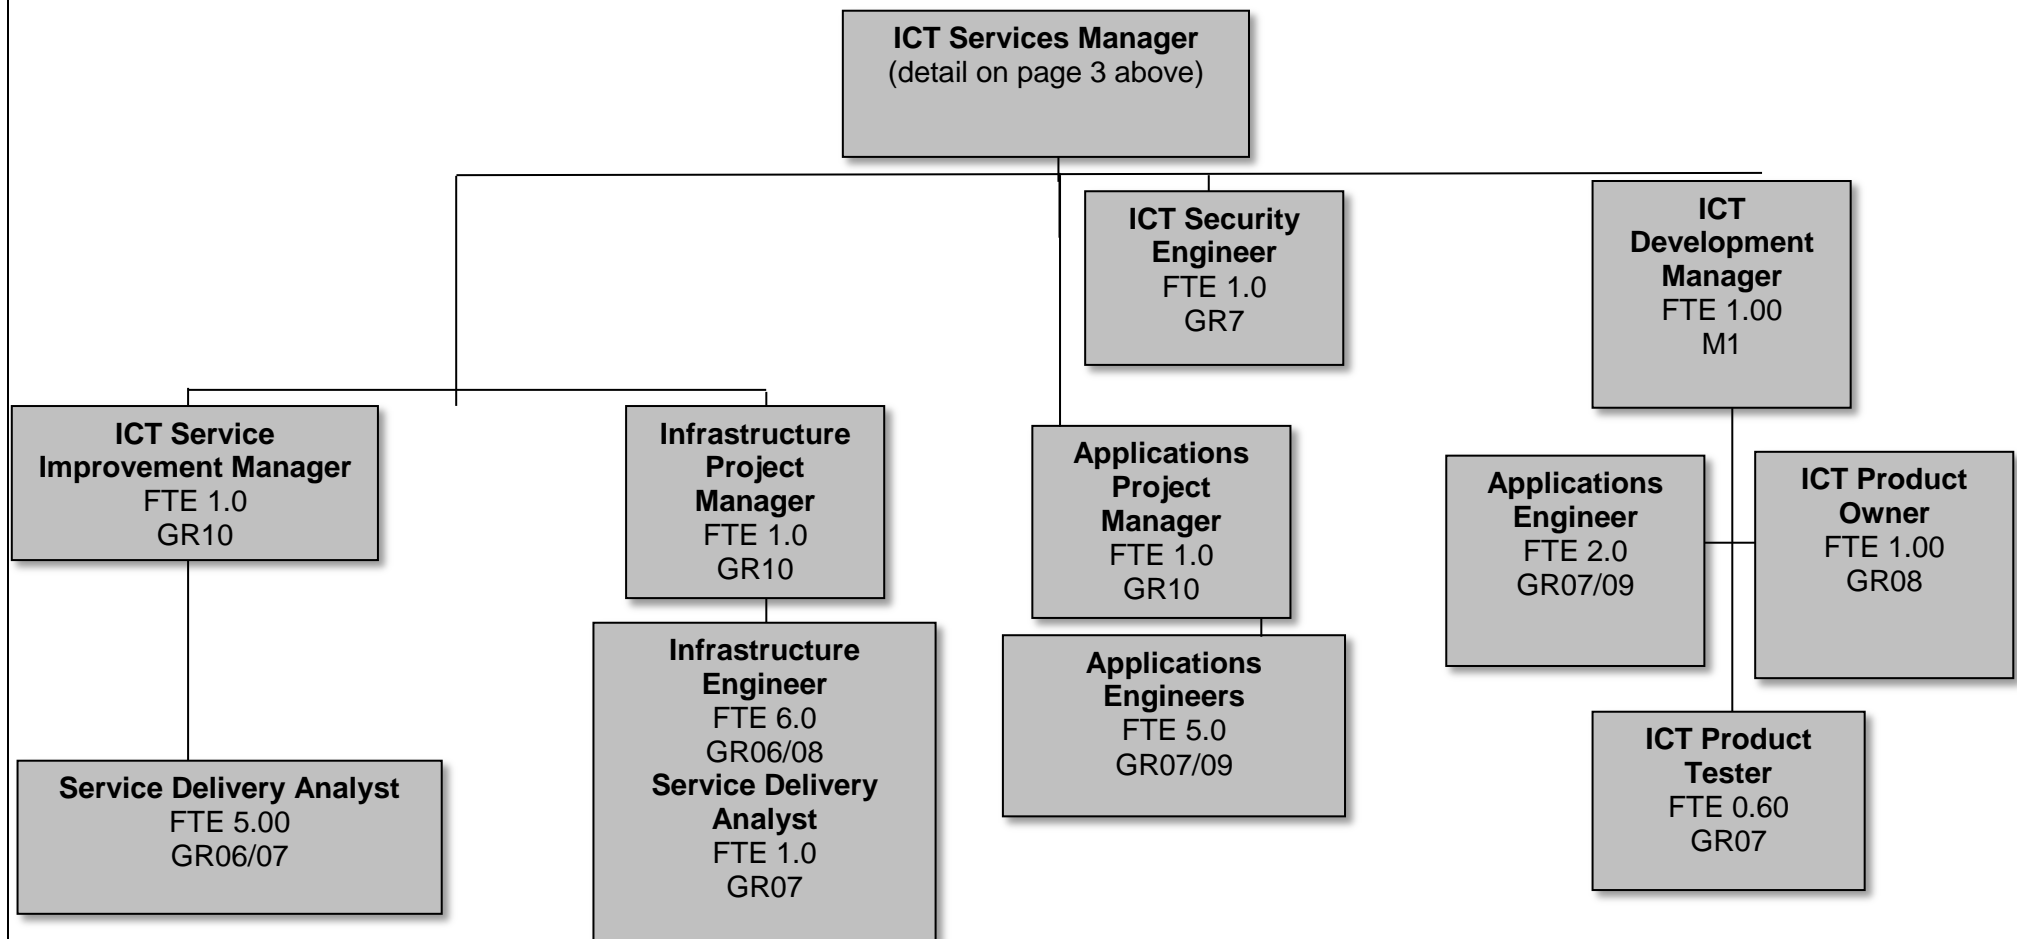 ICT Services Manager
(detail on page 3 above)
ICT Security
Engineer
FTE 1.0
GR7
ICT
Development
Manager
FTE 1.00
M1
ICT Service
Improvement Manager
FTE 1.0
GR10
Infrastructure
Project
Manager
FTE 1.0
GR10
Applications
Project
Manager
FTE 1.0
GR10
Applications
Engineer
FTE 2.0
GR07/09
ICT Product
Owner
FTE 1.00
GR08
Service Delivery Analyst
FTE 5.00
GR06/07
Infrastructure
Engineer
FTE 6.0
GR06/08
Service Delivery
Analyst
FTE 1.0
GR07
Applications
Engineers
FTE 5.0
GR07/09
ICT Product
Tester
FTE 0.60
GR07